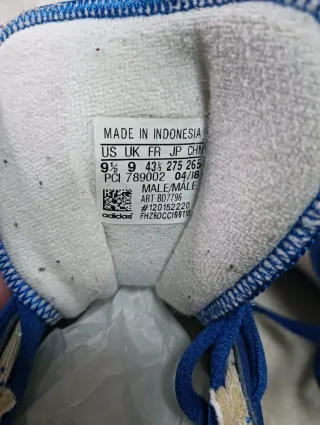 MADE IN INDONESIA
US UK FR JP CHN
9½ 9 43⅓ 275 265
PCI 789002 04/18
MALE/MÂLE
ART BD7796
#120152220
adidas